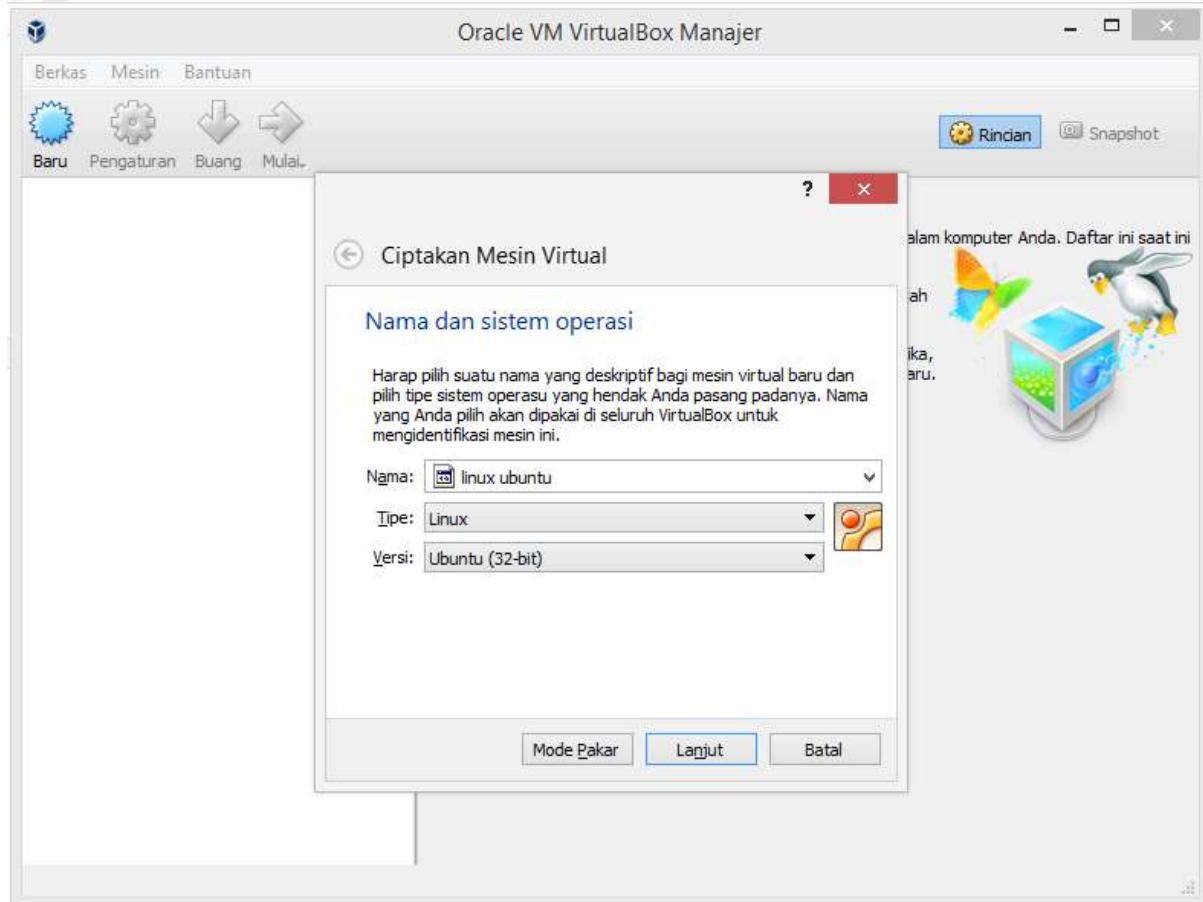 Oracle VM VirtualBox Manajer
Berkas Mesin Bantuan
Baru Pengaturan Buang Mulai
Rincian Snapshot
?
alam komputer Anda. Daftar ini saat ini
ah
ika,
aru.
Ciptakan Mesin Virtual
Nama dan sistem operasi
Harap pilih suatu nama yang deskriptif bagi mesin virtual baru dan
pilih tipe sistem operasu yang hendak Anda pasang padanya. Nama
yang Anda pilih akan dipakai di seluruh VirtualBox untuk
mengidentifikasi mesin ini.
Nama: linux ubuntu
Tipe: Linux
Versi: Ubuntu (32-bit)
Mode Pakar Lanjut Batal